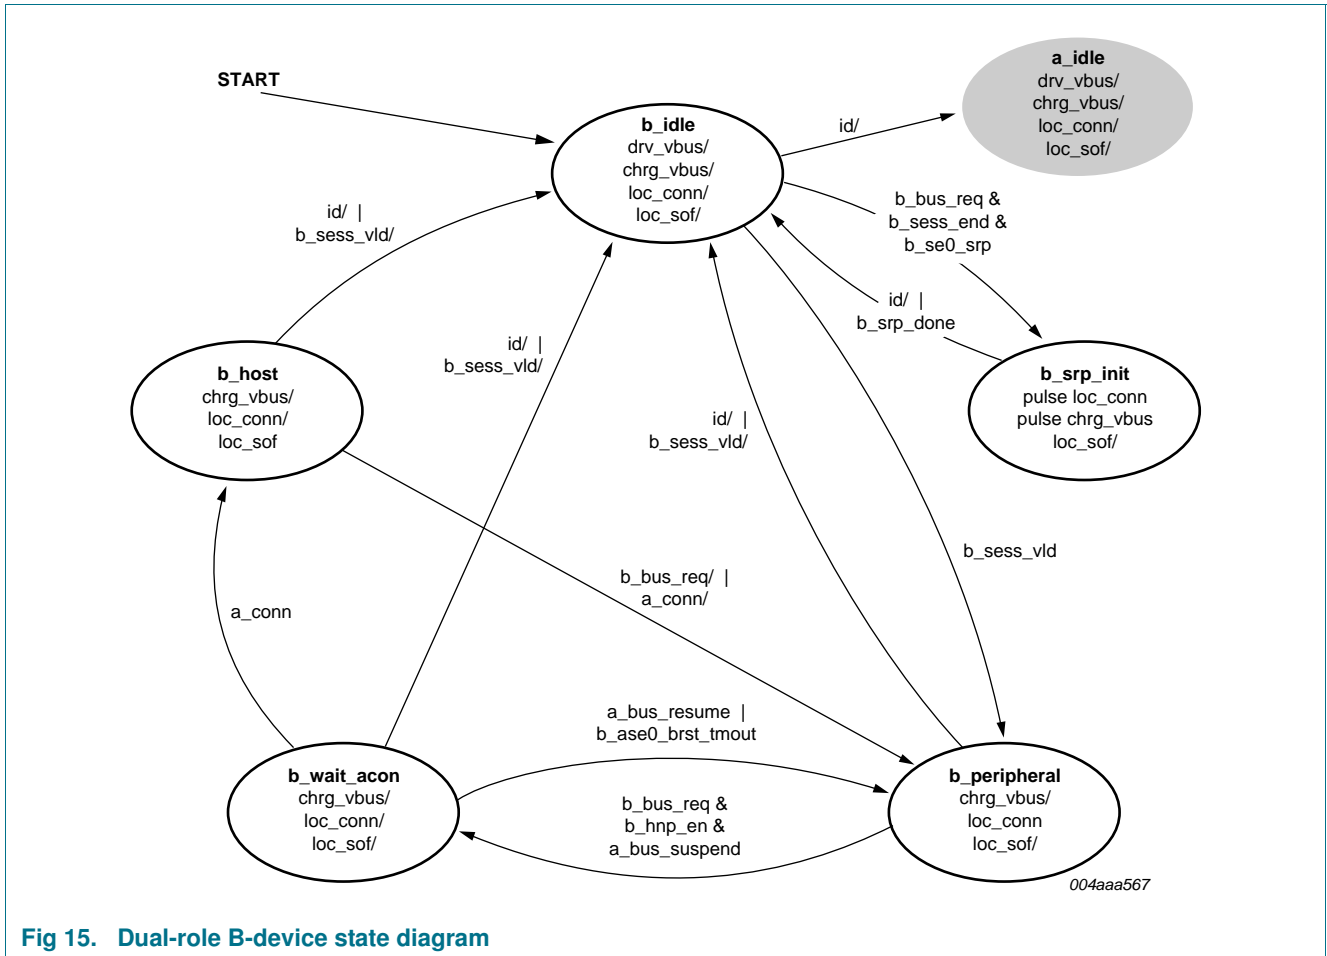 START
a_idle
drv_vbus/
chrg_vbus/
loc_conn/
loc_sof/
b_idle
drv_vbus/
chrg_vbus/
loc_conn/
loc_sof/
id/
b_bus_req &
b_sess_end &
b_se0_srp
id/ |
b_sess_vld/
id/ |
b_srp_done
id/ |
b_sess_vld/
b_host
chrg_vbus/
loc_conn/
loc_sof
b_srp_init
pulse loc_conn
pulse chrg_vbus
loc_sof/
id/ |
b_sess_vld/
b_sess_vld
b_bus_req/ |
a_conn/
a_conn
a_bus_resume |
b_ase0_brst_tmout
b_wait_acon
chrg_vbus/
loc_conn/
loc_sof/
b_bus_req &
b_hnp_en &
a_bus_suspend
b_peripheral
chrg_vbus/
loc_conn
loc_sof/
004aaa567
Fig 15. Dual-role B-device state diagram